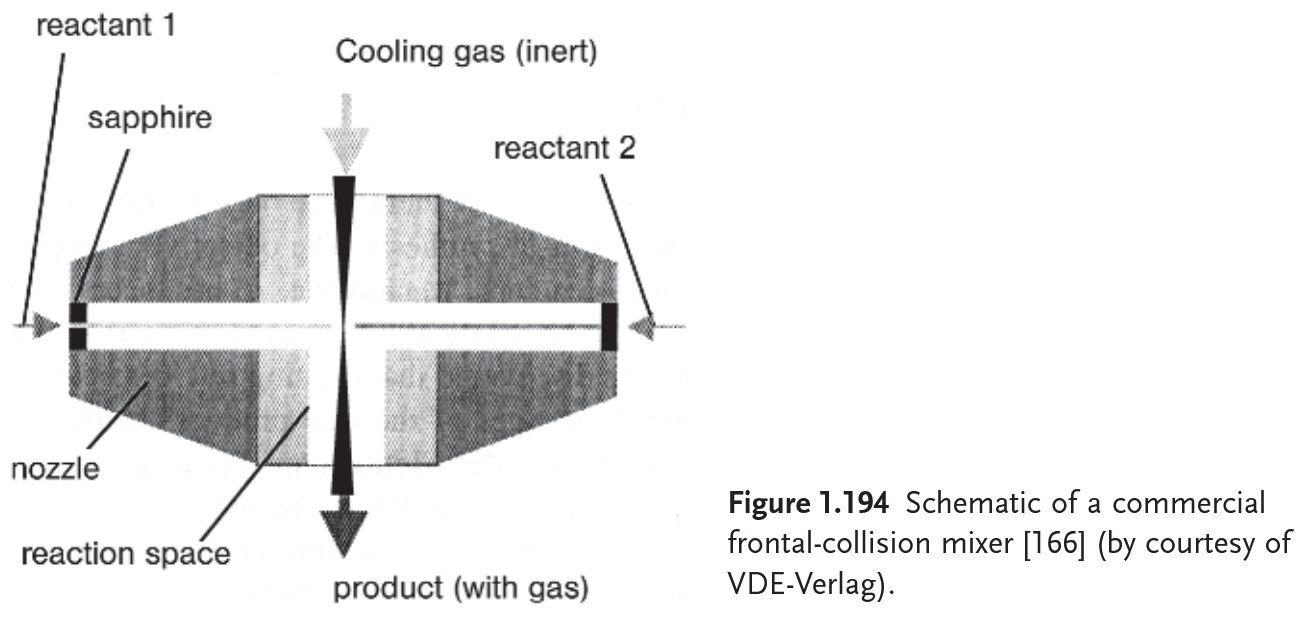 reactant 1
Cooling gas (inert)
sapphire
reactant 2
nozzle
reaction space
product (with gas)
Figure 1.194 Schematic of a commercial
frontal-collision mixer [166] (by courtesy of
VDE-Verlag).